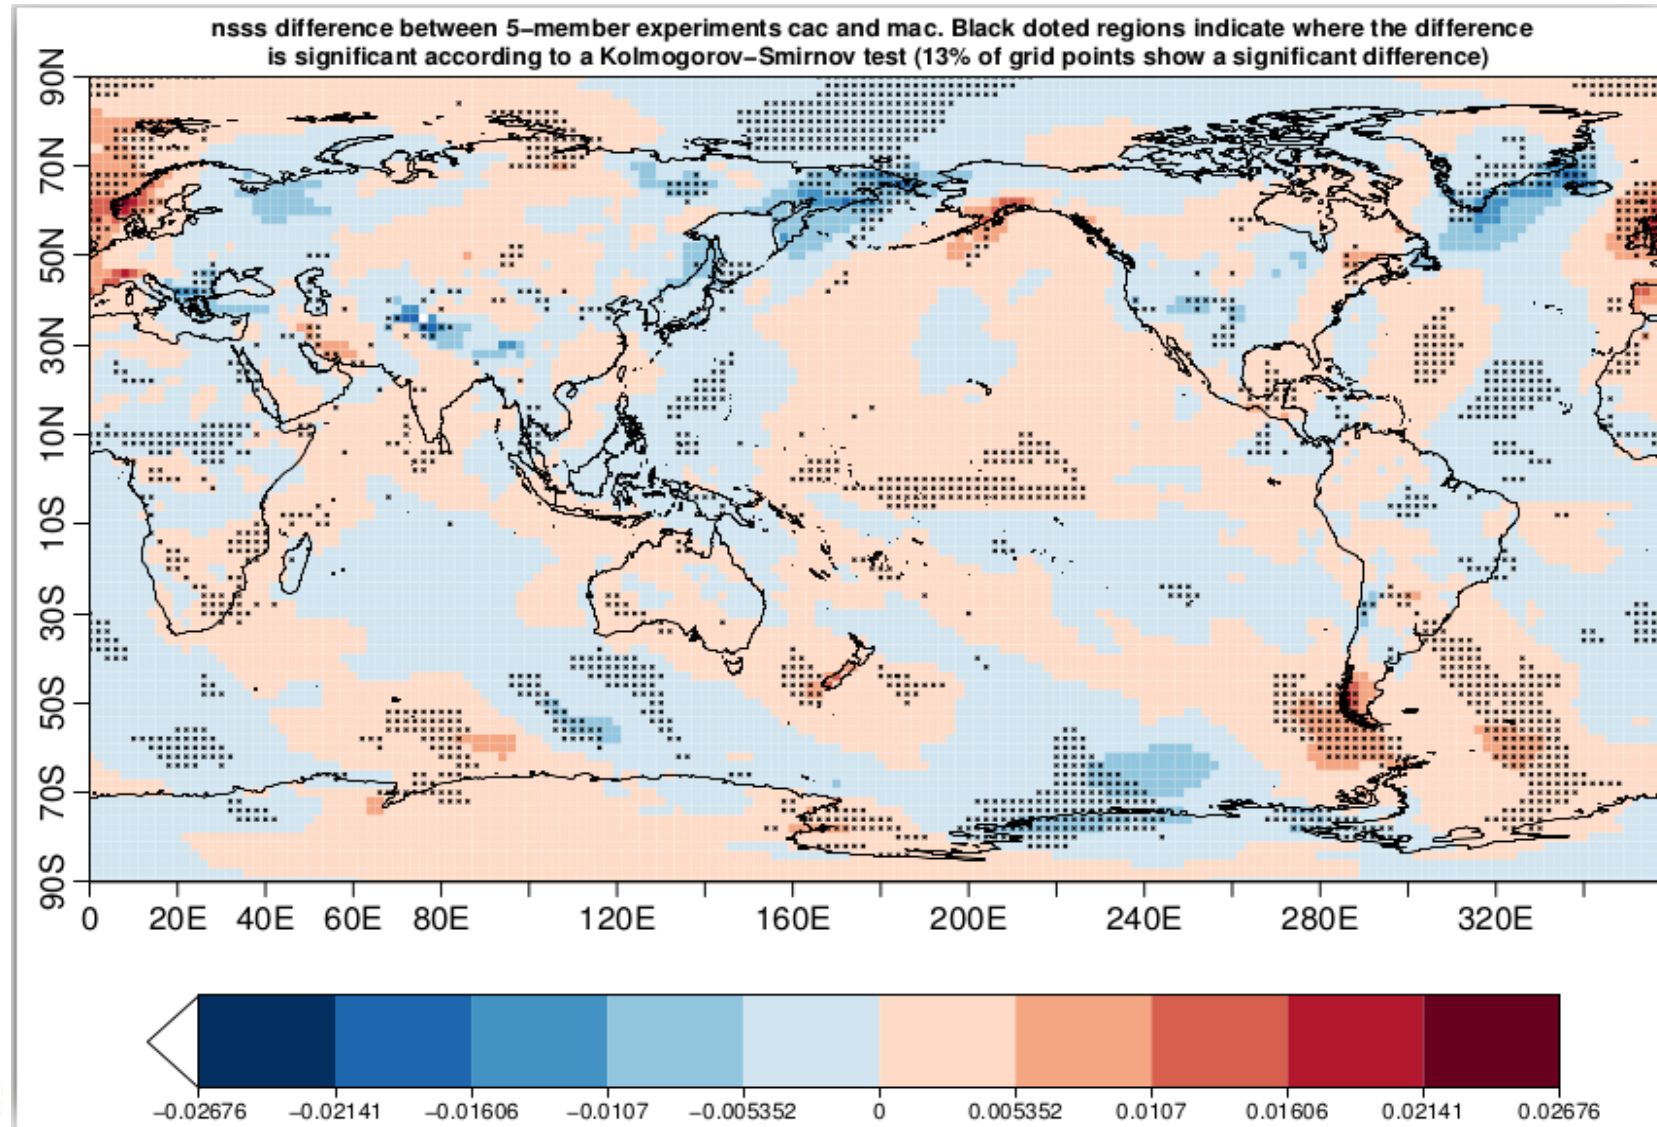 nsss difference between 5−member experiments cac and mac. Black doted regions indicate where the difference
is significant according to a Kolmogorov−Smirnov test (13% of grid points show a significant difference)
90N
70N
50N
30N
10N
10S
30S
50S
70S
90S
0 20E 40E 60E 80E 120E 160E 200E 240E 280E 320E
−0.02676 −0.02141 −0.01606 −0.0107 −0.005352 0 0.005352 0.0107 0.01606 0.02141 0.02676